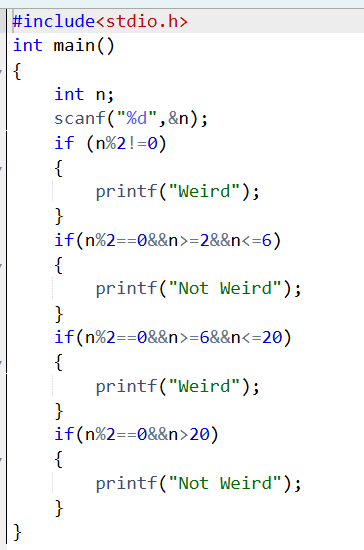 #include<stdio.h>
int main()
{
    int n;
    scanf("%d",&n);
    if (n%2!=0)
    {
        printf("Weird");
    }
    if(n%2==0&&n>=2&&n<=6)
    {
        printf("Not Weird");
    }
    if(n%2==0&&n>=6&&n<=20)
    {
        printf("Weird");
    }
    if(n%2==0&&n>20)
    {
        printf("Not Weird");
    }
}